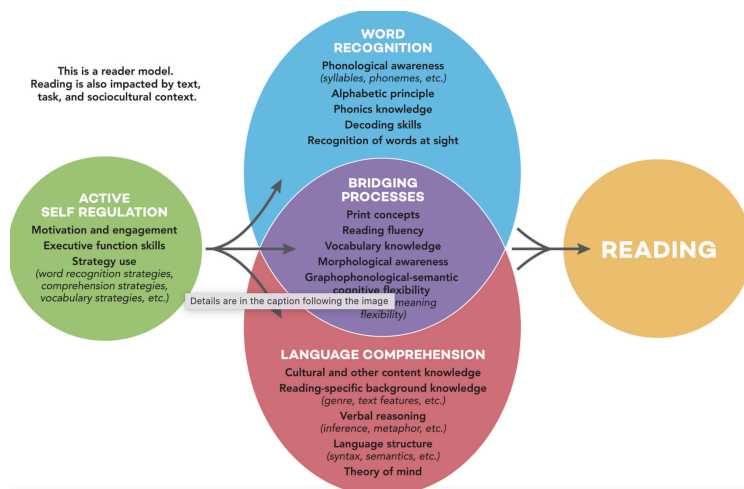 This is a reader model.
Reading is also impacted by text,
task, and sociocultural context.
WORD
RECOGNITION
Phonological awareness
(syllables, phonemes, etc.)
Alphabetic principle
Phonics knowledge
Decoding skills
Recognition of words at sight
ACTIVE
SELF REGULATION
Motivation and engagement
Executive function skills
Strategy use
(word recognition strategies,
comprehension strategies,
vocabulary strategies, etc.)
BRIDGING
PROCESSES
Print concepts
Reading fluency
Vocabulary knowledge
Morphological awareness
Graphophonological-semantic
cognitive flexibility
meaning
flexibility)
Details are in the caption following the image
READING
LANGUAGE COMPREHENSION
Cultural and other content knowledge
Reading-specific background knowledge
(genre, text features, etc.)
Verbal reasoning
(inference, metaphor, etc.)
Language structure
(syntax, semantics, etc.)
Theory of mind